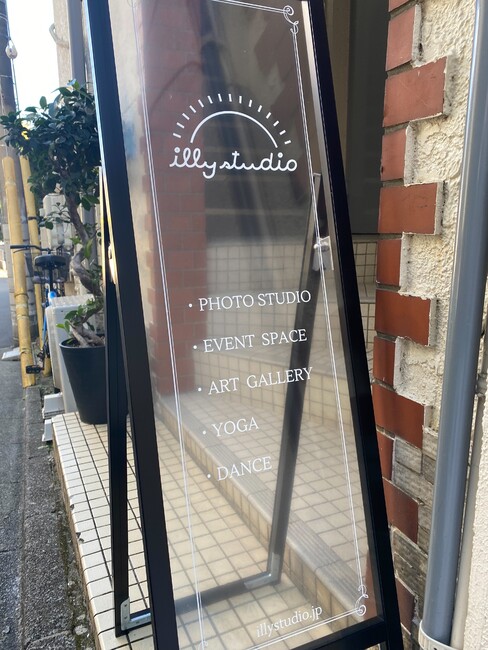 illy studio
・PHOTO STUDIO
・EVENT SPACE
・ART GALLERY
・YOGA
・DANCE
illystudio.jp